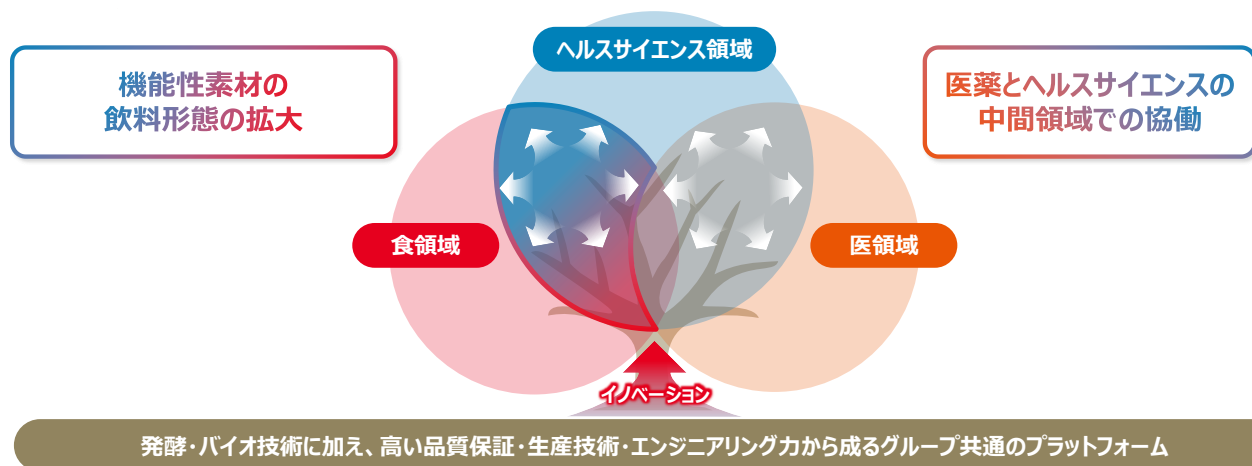 ヘルスサイエンス領域
機能性素材の
飲料形態の拡大
医薬とヘルスサイエンスの
中間領域での協働
食領域
医領域
イノベーション
発酵・バイオ技術に加え、高い品質保証・生産技術・エンジニアリング力から成るグループ共通のプラットフォーム